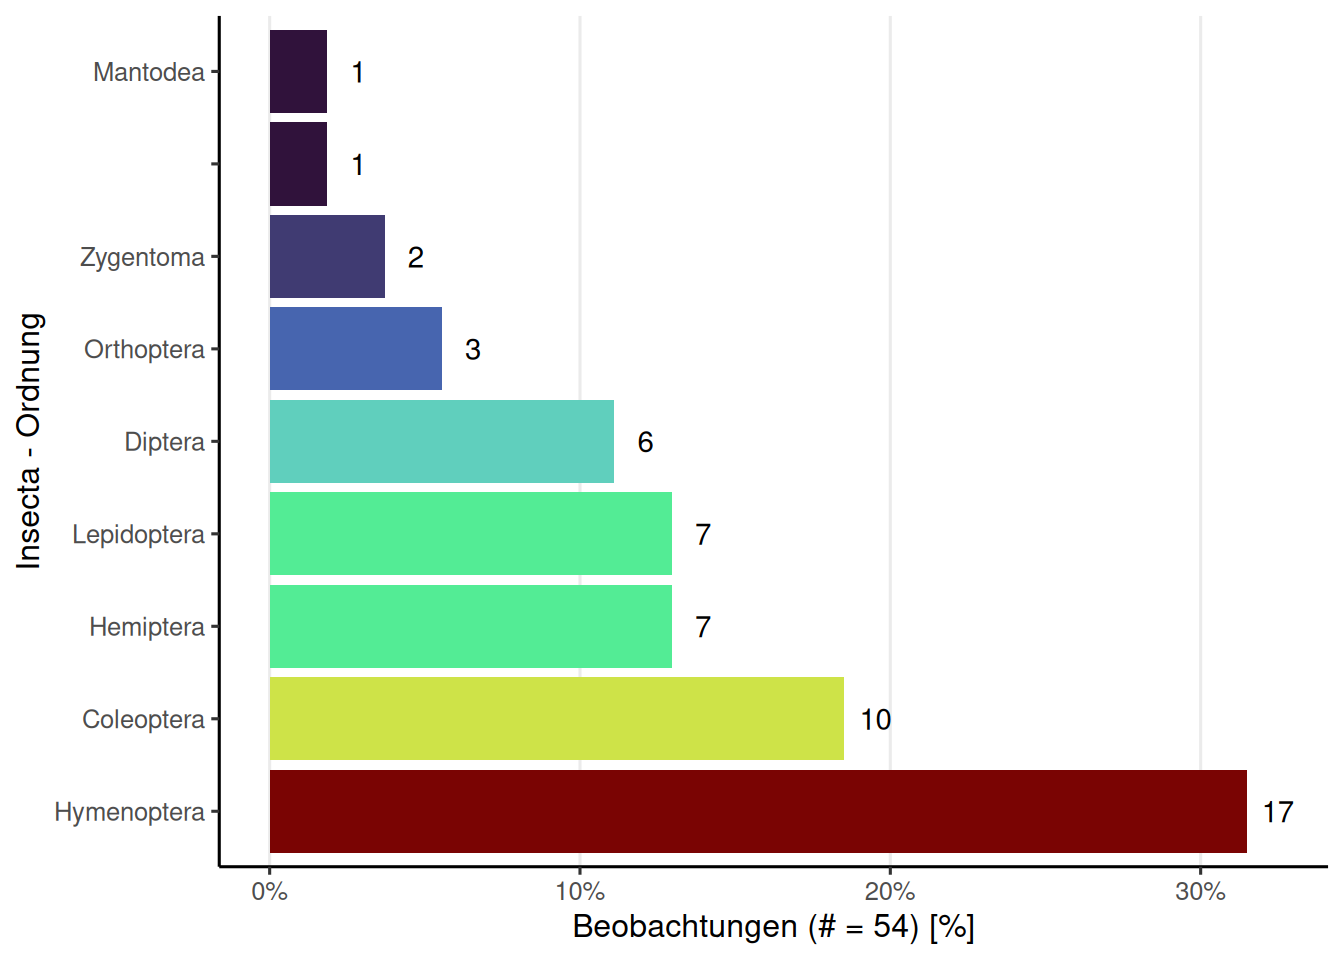 Insecta - Ordnung
Mantodea 1
1
Zygentoma 2
Orthoptera 3
Diptera 6
Lepidoptera 7
Hemiptera 7
Coleoptera 10
Hymenoptera 17
0% 10% 20% 30%
Beobachtungen (# = 54) [%]